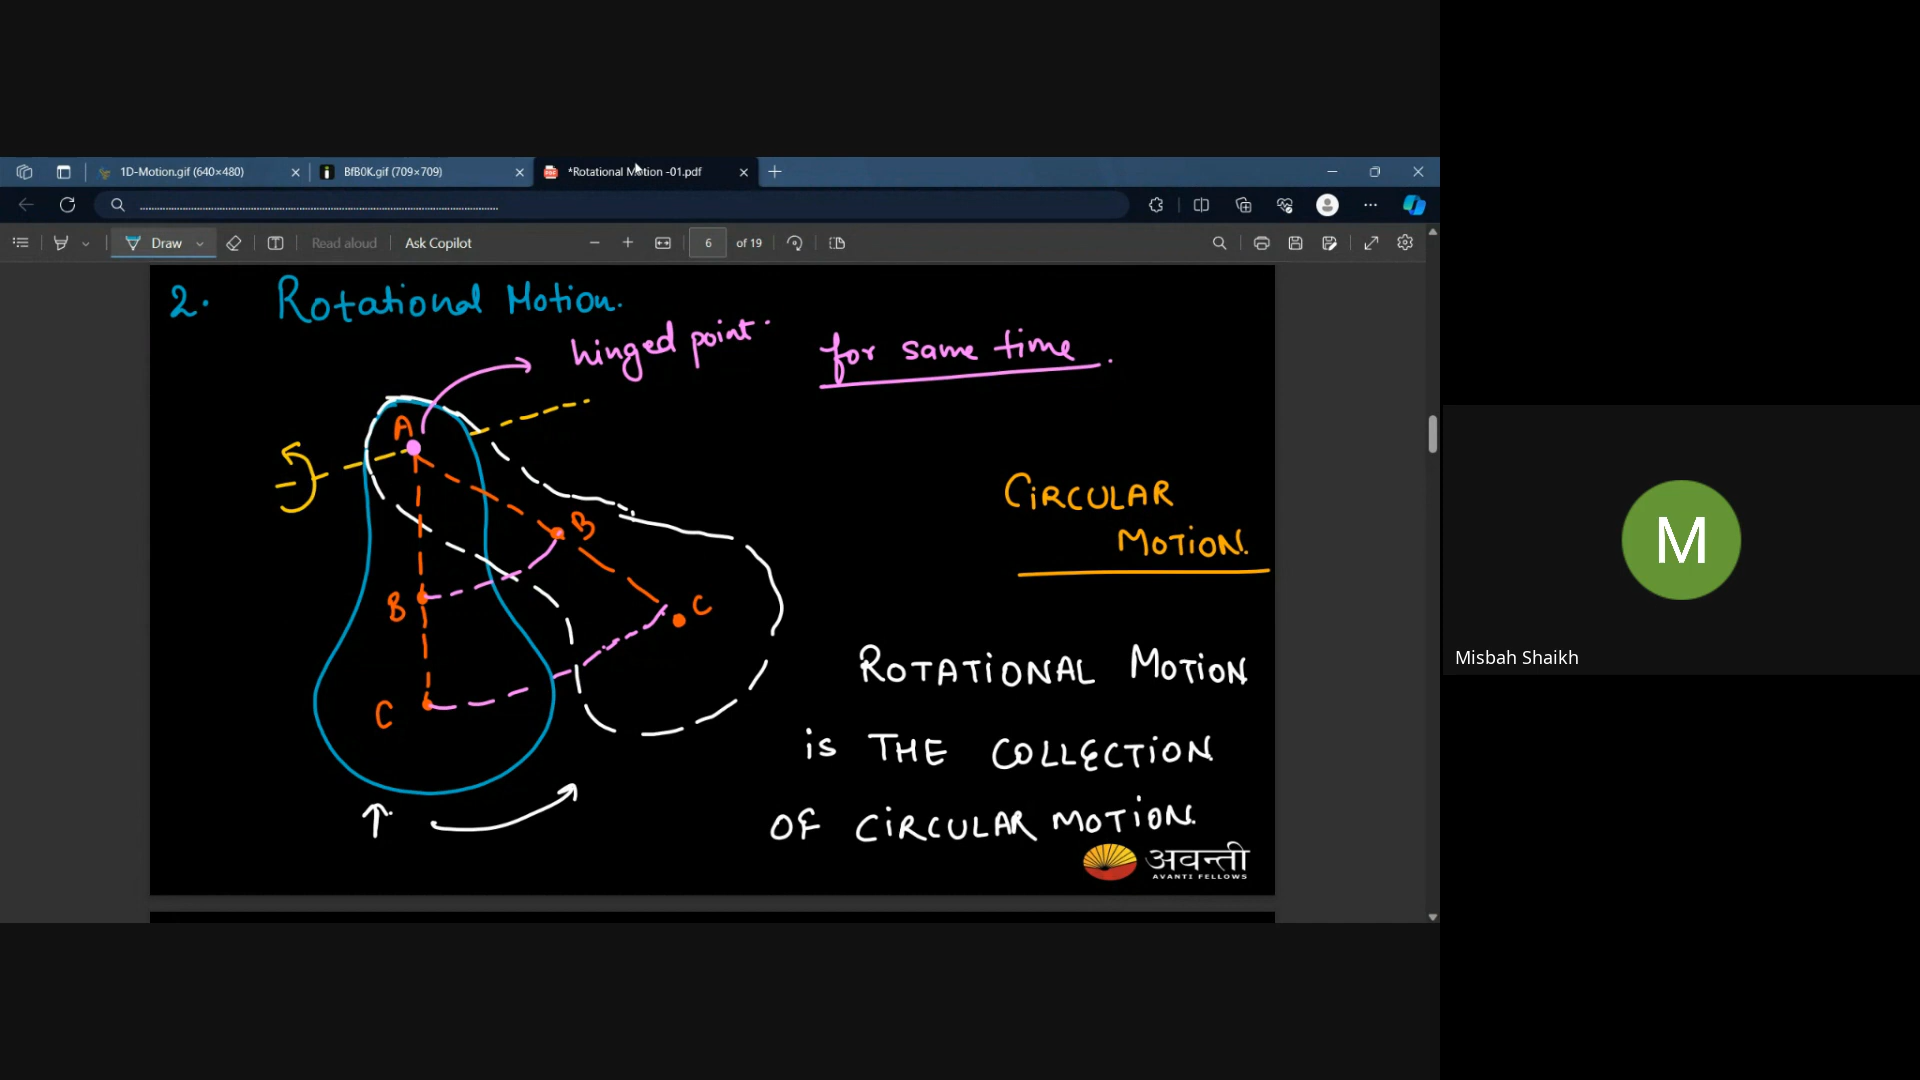 1D-Motion.gif (640×480)
BfB0K.gif (709×709)
*Rotational Motion -01.pdf
Draw
Read aloud
Ask Copilot
6
of 19
2. Rotational Motion.
hinged point.
for same time.
A
B
CIRCULAR
MOTION.
B
C
C
ROTATIONAL MOTION
is THE COLLECTION
OF CIRCULAR MOTION.
अवन्ती
AVANTI FELLOWS
M
Misbah Shaikh